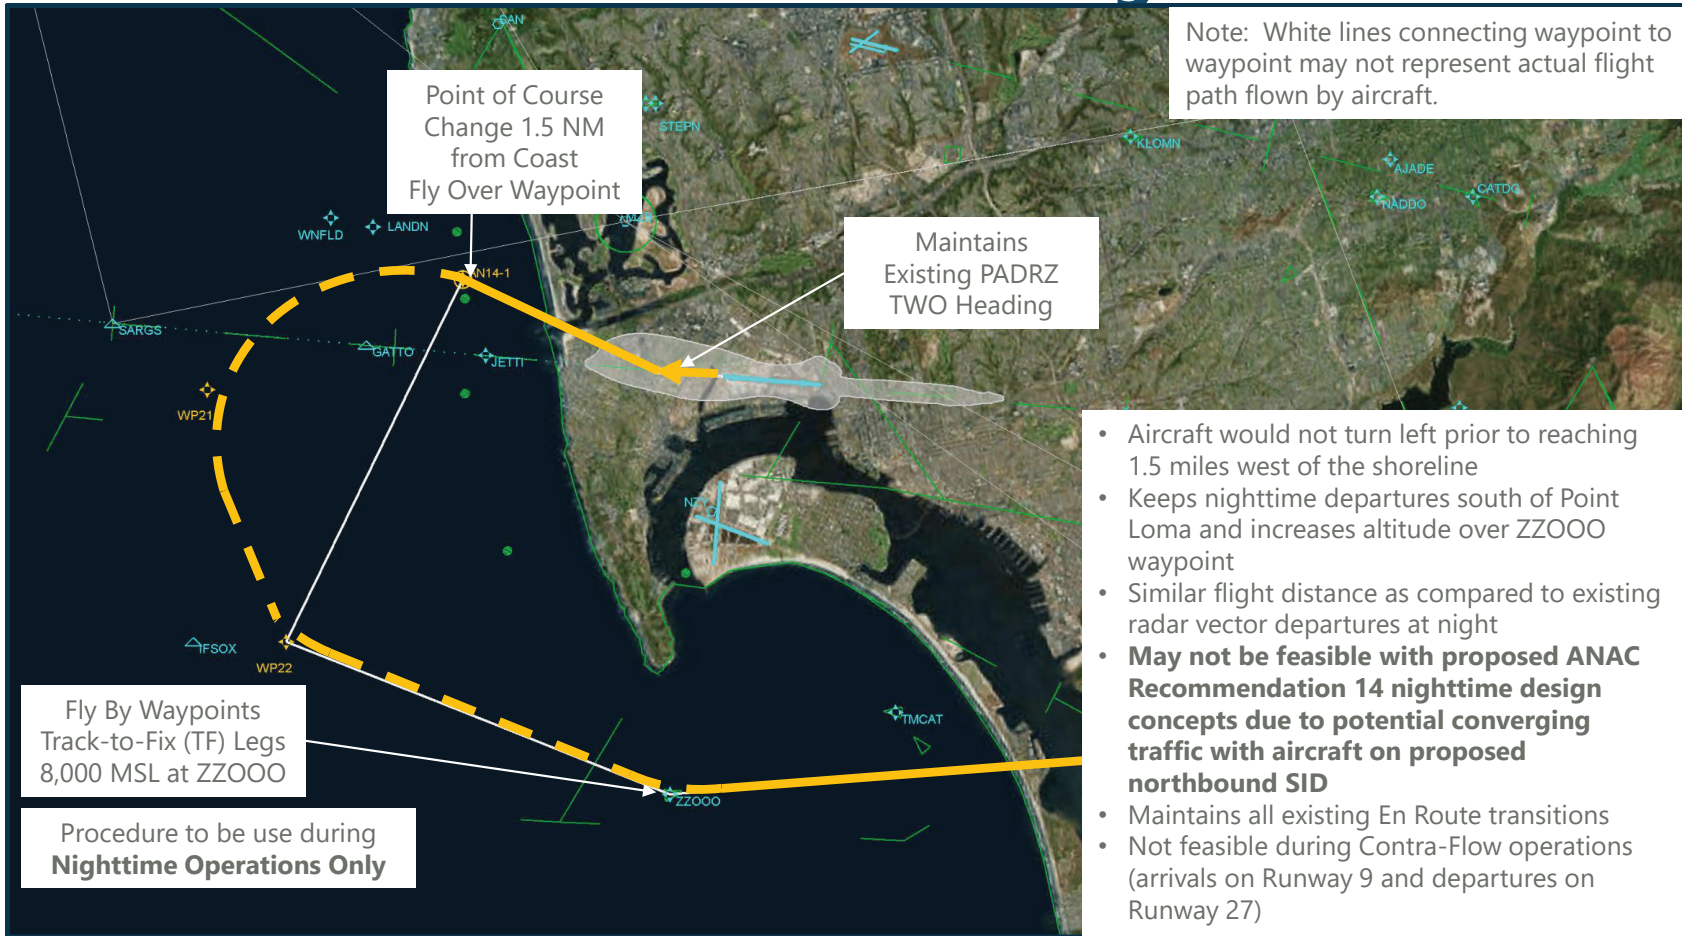 SAN
Note:  White lines connecting waypoint to
waypoint may not represent actual flight
path flown by aircraft.
Point of Course
Change 1.5 NM
from Coast
Fly Over Waypoint
STEPN
KLOMN
AJADE
NADDO
CATDG
MZB
WNFLD
LANDN
AN14-1
Maintains
Existing PADRZ
TWO Heading
SARGS
GATTO
JETTI
WP21
NZY
IFSOX
WP22
TMCAT
ZZOOO
Fly By Waypoints
Track-to-Fix (TF) Legs
8,000 MSL at ZZOOO
Procedure to be use during
Nighttime Operations Only
• Aircraft would not turn left prior to reaching
1.5 miles west of the shoreline
• Keeps nighttime departures south of Point
Loma and increases altitude over ZZOOO
waypoint
• Similar flight distance as compared to existing
radar vector departures at night
• May not be feasible with proposed ANAC
Recommendation 14 nighttime design
concepts due to potential converging
traffic with aircraft on proposed
northbound SID
• Maintains all existing En Route transitions
• Not feasible during Contra-Flow operations
(arrivals on Runway 9 and departures on
Runway 27)